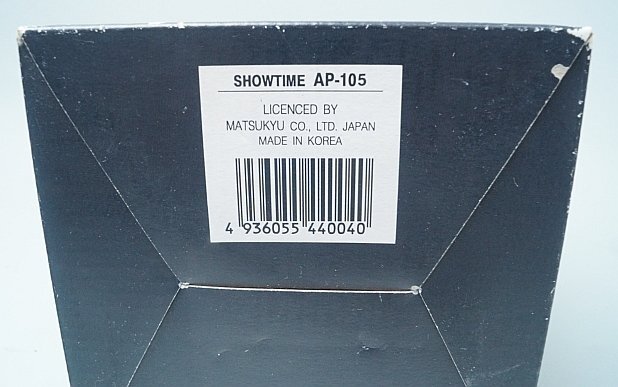 SHOWTIME AP-105
LICENCED BY
MATSUKYU CO., LTD. JAPAN
MADE IN KOREA
4 936055 440040